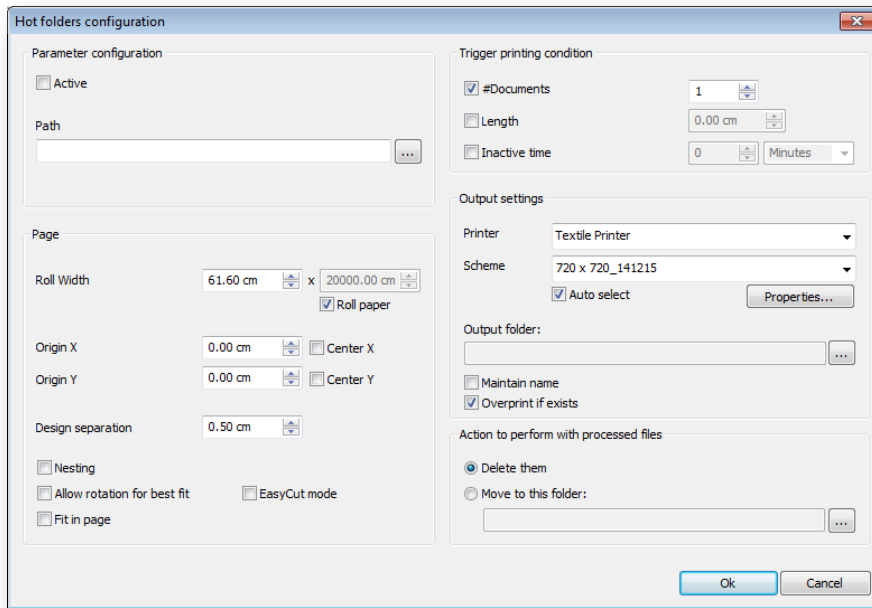 Hot folders configuration
Parameter configuration
Active
Path
...
Page
Roll Width 61.60 cm x 20000.00 cm
Roll paper
Origin X 0.00 cm Center X
Origin Y 0.00 cm Center Y
Design separation 0.50 cm
Nesting
Allow rotation for best fit EasyCut mode
Fit in page
Trigger printing condition
#Documents 1
Length 0.00 cm
Inactive time 0 Minutes
Output settings
Printer Textile Printer
Scheme 720 x 720_141215
Auto select Properties...
Output folder:
...
Maintain name
Overprint if exists
Action to perform with processed files
Delete them
Move to this folder:
...
Ok Cancel